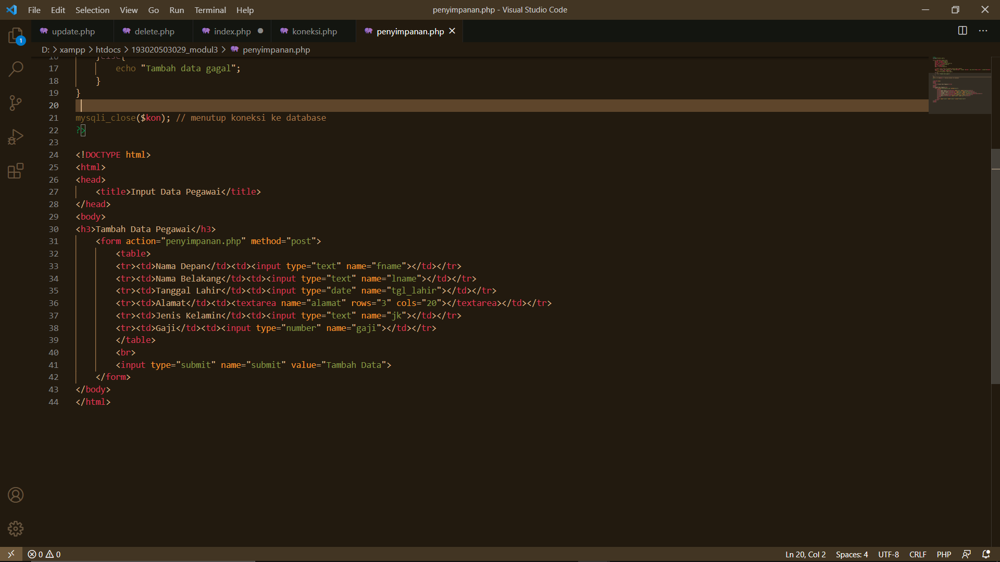 File Edit Selection View Go Run Terminal Help
penyimpanan.php - Visual Studio Code
update.php delete.php index.php koneksi.php penyimpanan.php
1
D: > xampp > htdocs > 193020503029_modul3 > penyimpanan.php
16     }else{
17         echo "Tambah data gagal";
18     }
19 }
20
21 mysqli_close($kon); // menutup koneksi ke database
22 ?>
23
24 <!DOCTYPE html>
25 <html>
26 <head>
27     <title>Input Data Pegawai</title>
28 </head>
29 <body>
30 <h3>Tambah Data Pegawai</h3>
31     <form action="penyimpanan.php" method="post">
32         <table>
33         <tr><td>Nama Depan</td><td><input type="text" name="fname"></td></tr>
34         <tr><td>Nama Belakang</td><td><input type="text" name="lname"></td></tr>
35         <tr><td>Tanggal Lahir</td><td><input type="date" name="tgl_lahir"></td></tr>
36         <tr><td>Alamat</td><td><textarea name="alamat" rows="3" cols="20"></textarea></td></tr>
37         <tr><td>Jenis Kelamin</td><td><input type="text" name="jk"></td></tr>
38         <tr><td>Gaji</td><td><input type="number" name="gaji"></td></tr>
39         </table>
40         <br>
41         <input type="submit" name="submit" value="Tambah Data">
42     </form>
43 </body>
44 </html>
0 0 Ln 20, Col 2 Spaces: 4 UTF-8 CRLF PHP